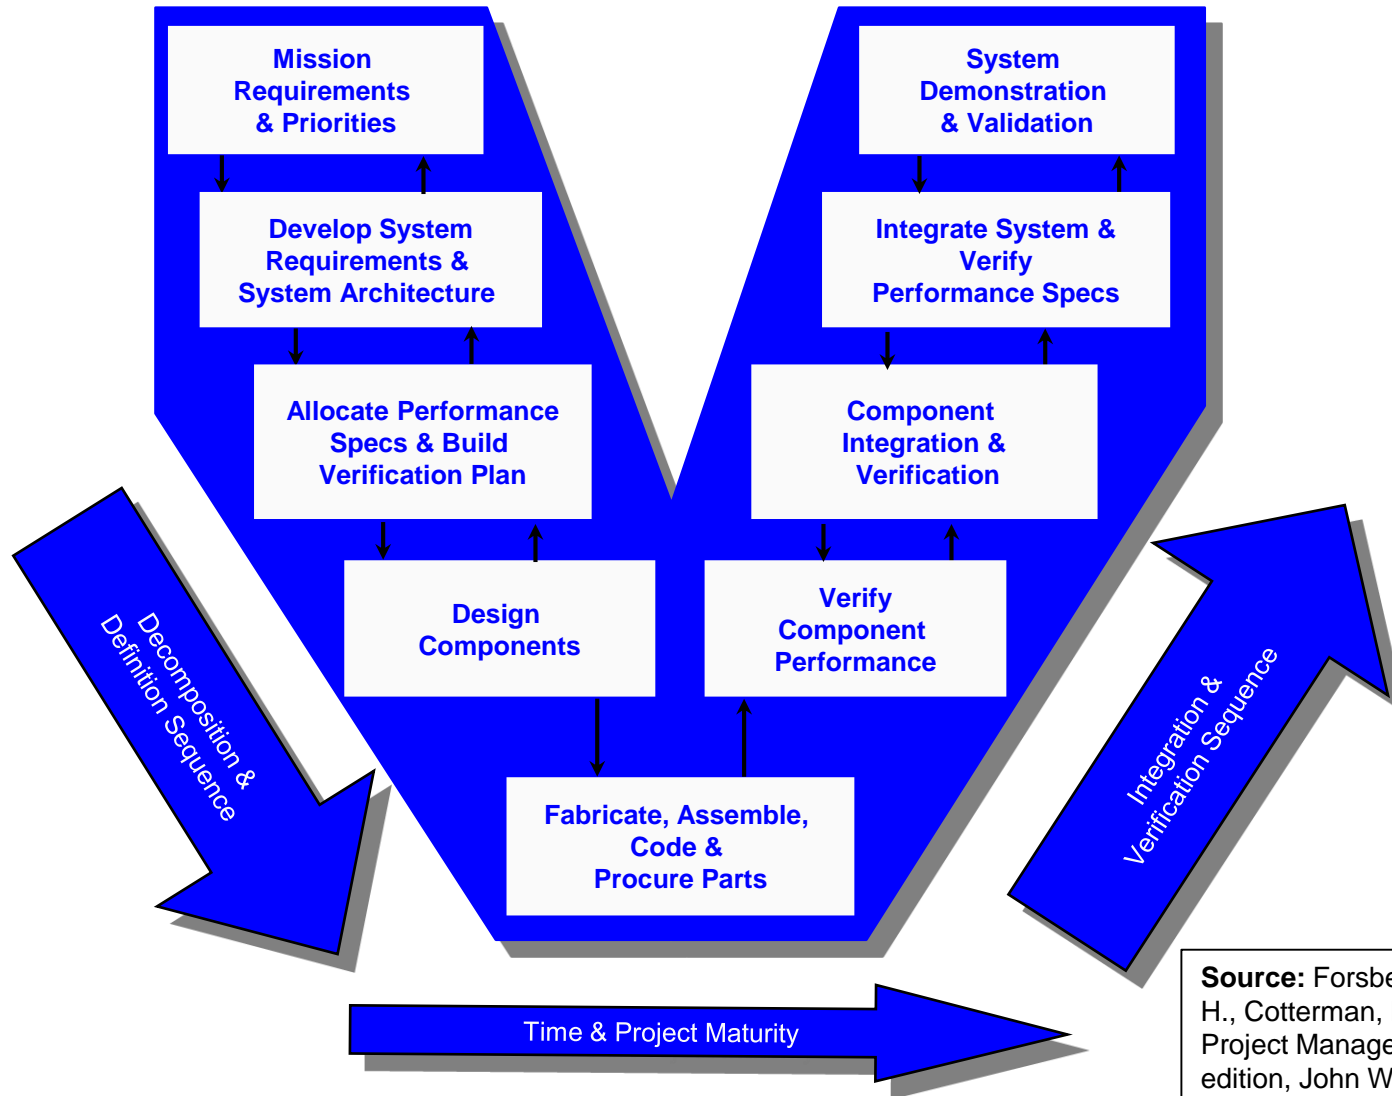 Mission
Requirements
& Priorities
System
Demonstration
& Validation
Develop System
Requirements &
System Architecture
Integrate System &
Verify
Performance Specs
Allocate Performance
Specs & Build
Verification Plan
Component
Integration &
Verification
Design
Components
Verify
Component
Performance
Fabricate, Assemble,
Code &
Procure Parts
Decomposition &
Definition Sequence
Integration &
Verification Sequence
Time & Project Maturity
Source:
H., Cotterman,
Project
edition, John